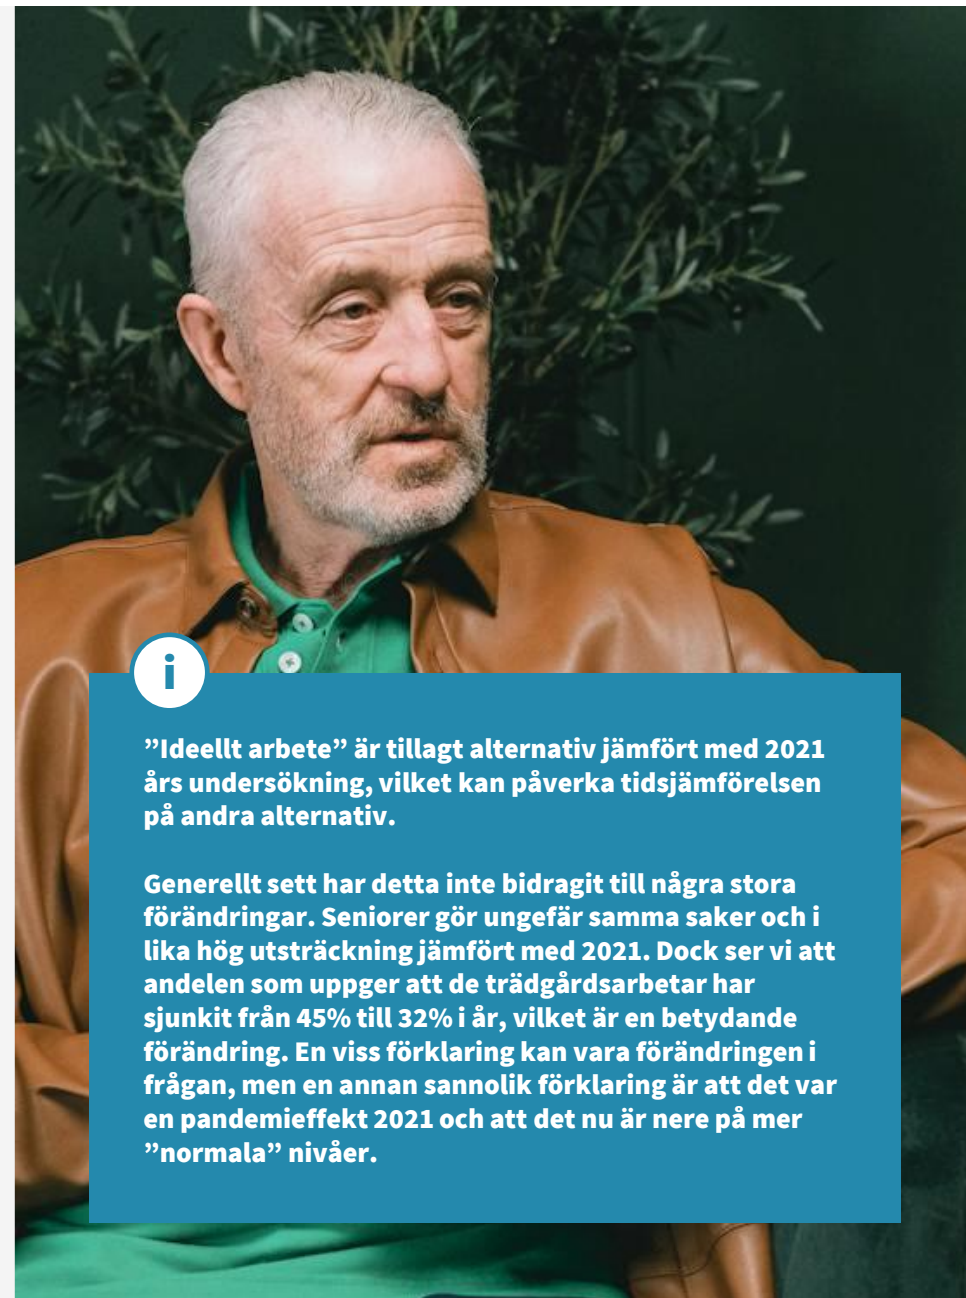 i
”Ideellt arbete” är tillagt alternativ jämfört med 2021
års undersökning, vilket kan påverka tidsjämförelsen
på andra alternativ.
Generellt sett har detta inte bidragit till några stora
förändringar. Seniorer gör ungefär samma saker och i
lika hög utsträckning jämfört med 2021. Dock ser vi att
andelen som uppger att de trädgårdsarbetar har
sjunkit från 45% till 32% i år, vilket är en betydande
förändring. En viss förklaring kan vara förändringen i
frågan, men en annan sannolik förklaring är att det var
en pandemieffekt 2021 och att det nu är nere på mer
”normala” nivåer.